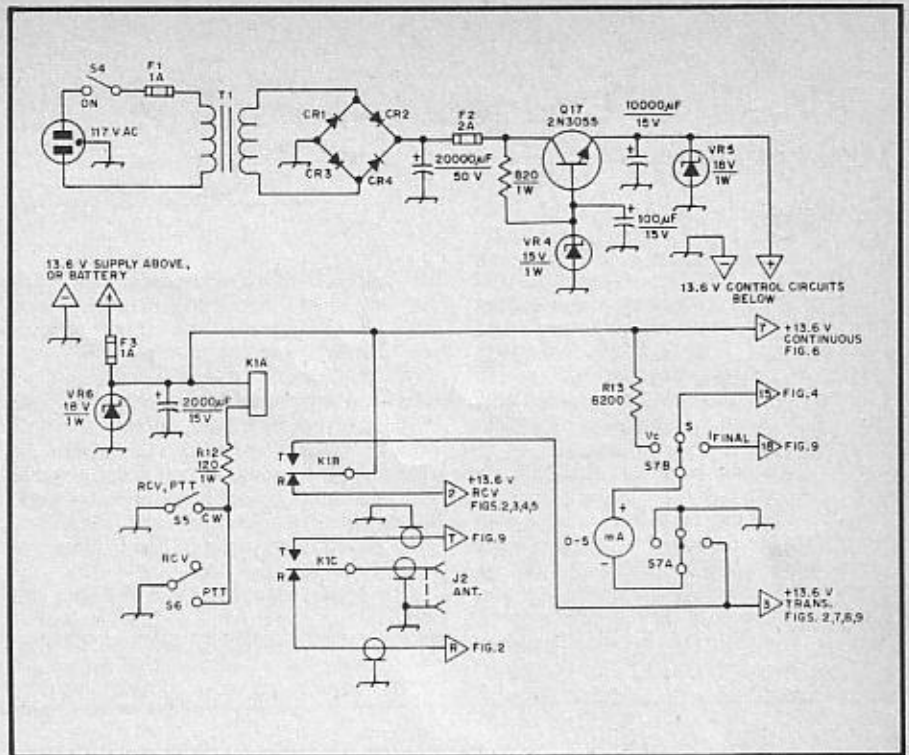 S4
ON
F1
1A
T1
117 V AC
CR1
CR2
CR3
CR4
+
20000µF
50 V
F2
2A
Q17
2N3055
820
1W
10000µF
15V
+
VR5
18V
1W
+
100µF
15V
VR4
15V
1W
-
+
13.6 V CONTROL CIRCUITS
BELOW
13.6 V SUPPLY ABOVE,
OR BATTERY
-
+
F3
1A
VR6
18 V
1W
+
2000µF
15V
K1A
R12
120
1W
RCV, PTT
S5
CW
RCV
S6
PTT
T
R
K1B
2
+13.6 V
RCV
FIGS. 2,3,4,5
T
FIG. 9
T
R
K1C
J2
ANT.
R
FIG. 2
+13.6 V
CONTINUOUS
FIG. 6
R13
6200
Vc
S
IFINAL
S7B
15
FIG. 4
18
FIG. 9
+
0-5
mA
-
S7A
+13.6 V
TRANS.
FIGS. 2,7,8,9